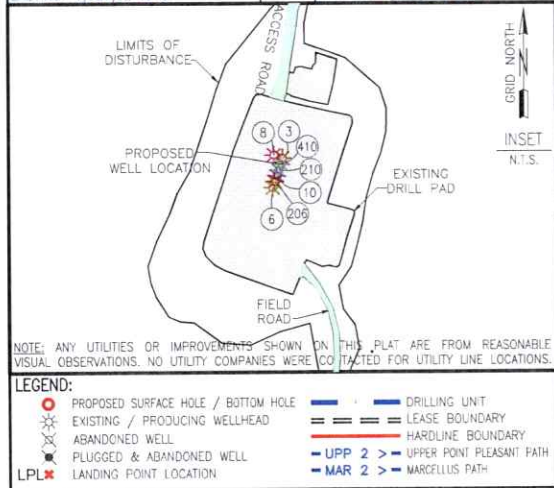 LIMITS OF
DISTURBANCE
ACCESS ROAD
GRID NORTH
N
INSET
N.T.S.
8
3
410
PROPOSED
WELL LOCATION
210
EXISTING
DRILL PAD
10
6
206
FIELD
ROAD
NOTE: ANY UTILITIES OR IMPROVEMENTS SHOWN ON THIS PLAT ARE FROM REASONABLE
VISUAL OBSERVATIONS. NO UTILITY COMPANIES WERE CONTACTED FOR UTILITY LINE LOCATIONS.
LEGEND:
PROPOSED SURFACE HOLE / BOTTOM HOLE
EXISTING / PRODUCING WELLHEAD
ABANDONED WELL
PLUGGED & ABANDONED WELL
LPL LANDING POINT LOCATION
DRILLING UNIT
LEASE BOUNDARY
HARDLINE BOUNDARY
UPP 2 > UPPER POINT PLEASANT PATH
MAR 2 > MARCELLUS PATH